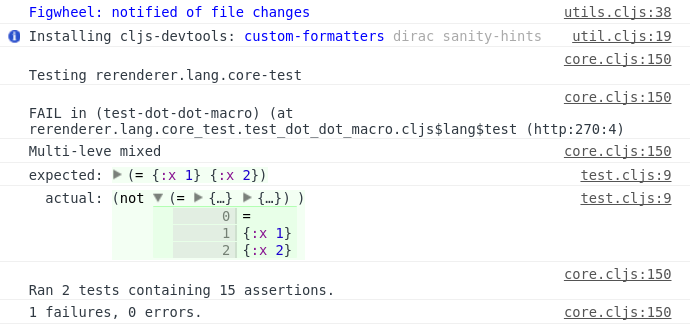 Figwheel: notified of file changes utils.cljs:38
Installing cljs-devtools: custom-formatters dirac sanity-hints util.cljs:19
core.cljs:150
Testing rerenderer.lang.core-test
core.cljs:150
FAIL in (test-dot-dot-macro) (at
rerenderer.lang.core_test.test_dot_dot_macro.cljs$lang$test (http:270:4)
Multi-leve mixed core.cljs:150
expected: ▶ (= {:x 1} {:x 2}) test.cljs:9
actual: (not ▼ (= ▶ {…} ▶ {…}) ) test.cljs:9
0 =
1 {:x 1}
2 {:x 2}
core.cljs:150
Ran 2 tests containing 15 assertions.
1 failures, 0 errors. core.cljs:150